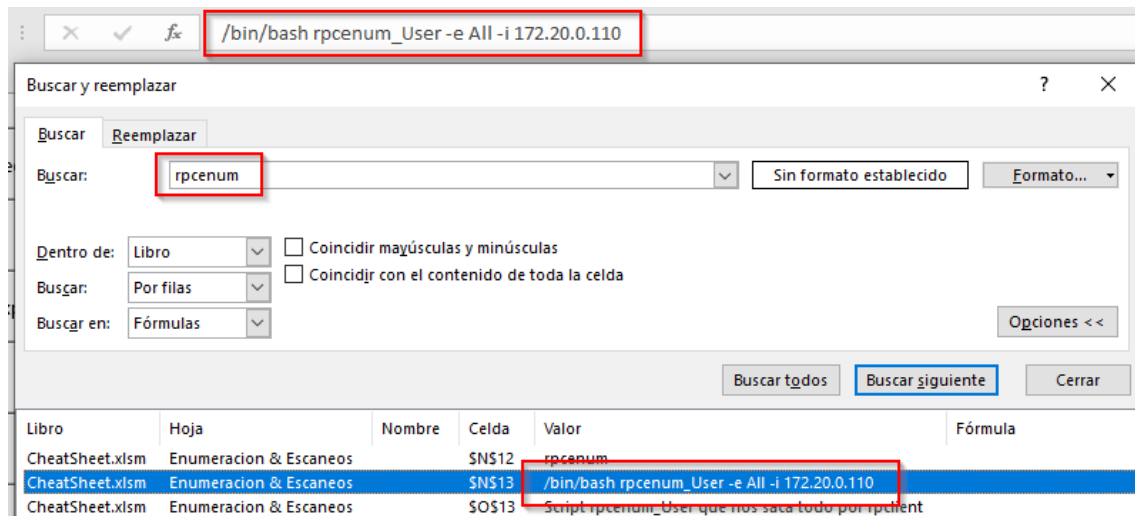 fx /bin/bash rpcenum_User -e All -i 172.20.0.110
Buscar y reemplazar ? ×
Buscar Reemplazar
Buscar: rpcenum Sin formato establecido Formato...
Dentro de: Libro Coincidir mayúsculas y minúsculas
Coincidir con el contenido de toda la celda
Buscar: Por filas
Buscar en: Fórmulas Opciones <<
Buscar todos Buscar siguiente Cerrar
Libro Hoja Nombre Celda Valor Fórmula
CheatSheet.xlsm Enumeracion & Escaneos $N$12 rpcenum
CheatSheet.xlsm Enumeracion & Escaneos $N$13 /bin/bash rpcenum_User -e All -i 172.20.0.110
CheatSheet.xlsm Enumeracion & Escaneos $O$13 Script rpcenum_User que nos saca todo por rpclient